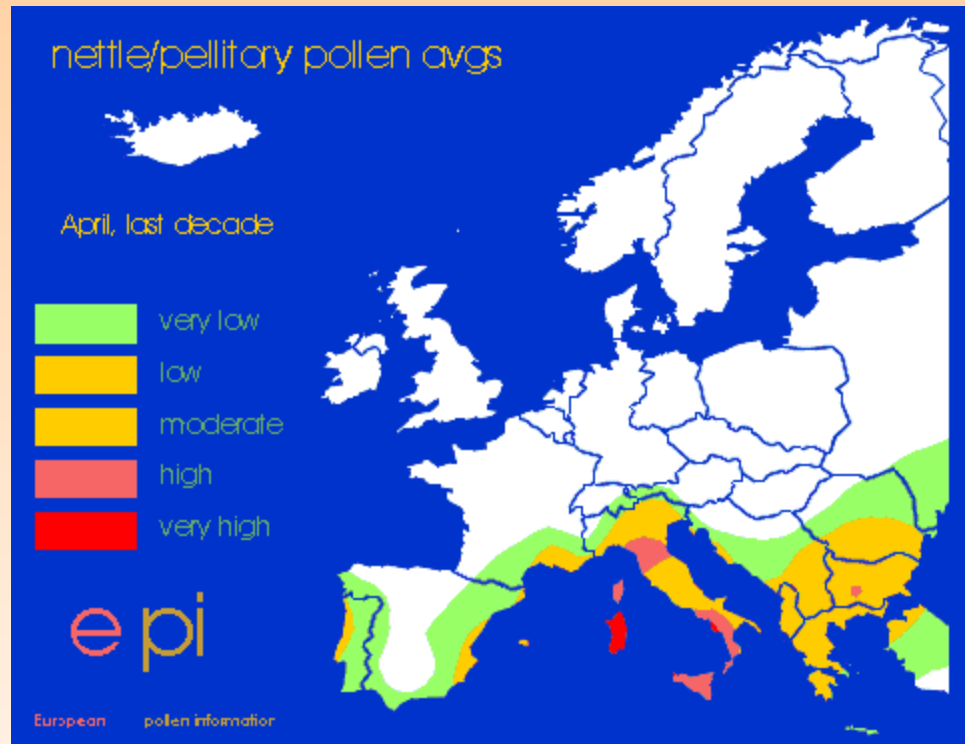 nettle/pellitory pollen avgs
April, last decade
very low
low
moderate
high
very high
epi
European pollen information